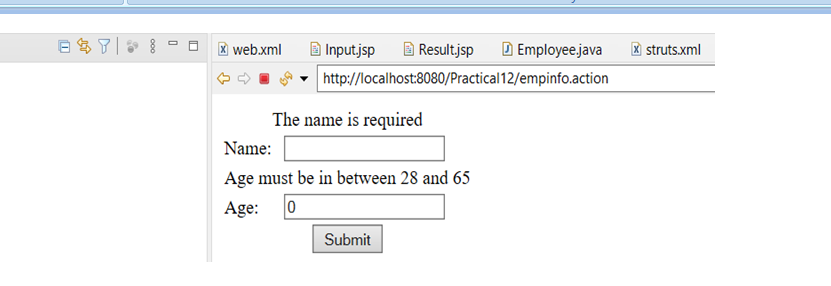 web.xml Input.jsp Result.jsp Employee.java struts.xml
http://localhost:8080/Practical12/empinfo.action
The name is required
Name:
Age must be in between 28 and 65
Age: 0
Submit